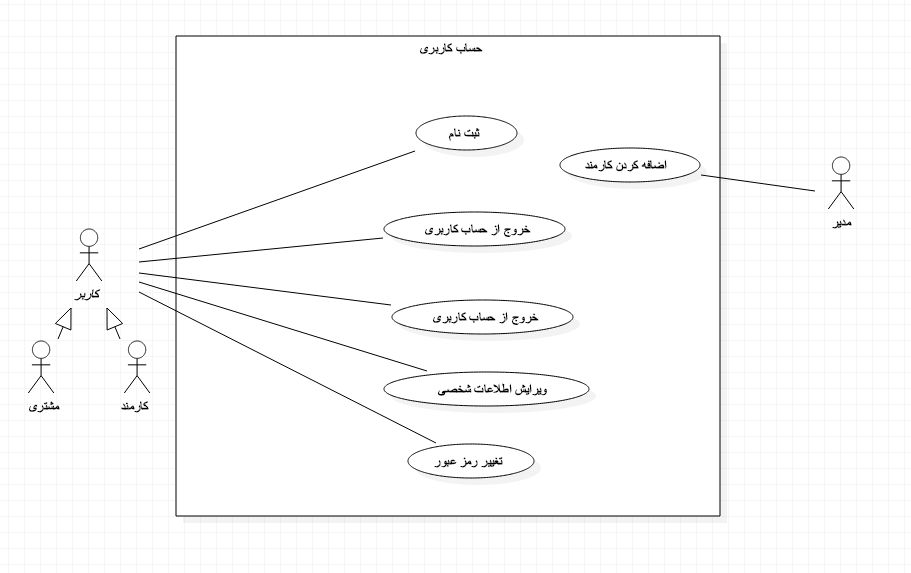 حساب کاربری
ثبت نام
اضافه کردن کارمند
مدیر
خروج از حساب کاربری
کاربر
خروج از حساب کاربری
ویرایش اطلاعات شخصی
مشتری
کارمند
تغییر رمز عبور